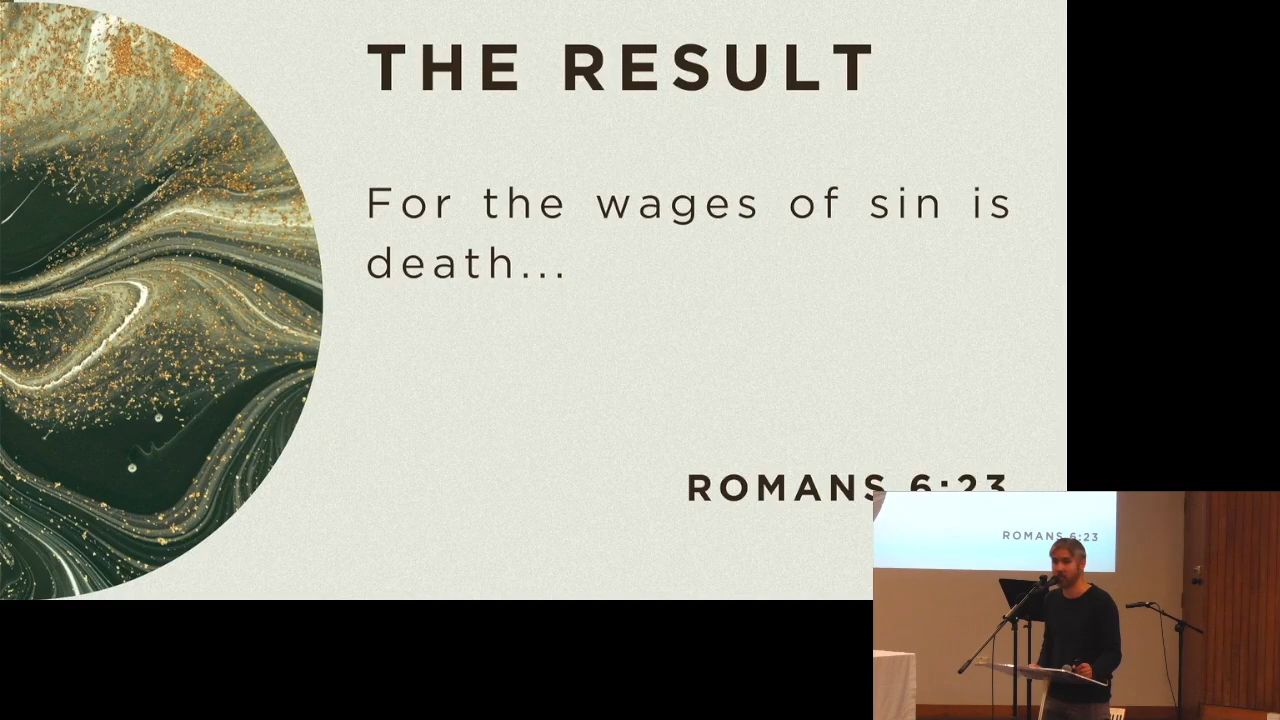 THE RESULT
For the wages of sin is
death...
ROMANS 6:23
ROMANS 6:23